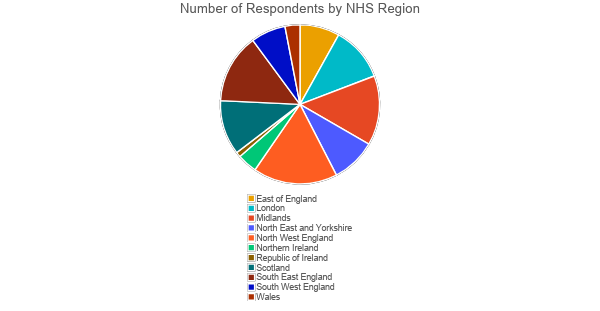 Number of Respondents by NHS Region
East of England
London
Midlands
North East and Yorkshire
North West England
Northern Ireland
Republic of Ireland
Scotland
South East England
South West England
Wales